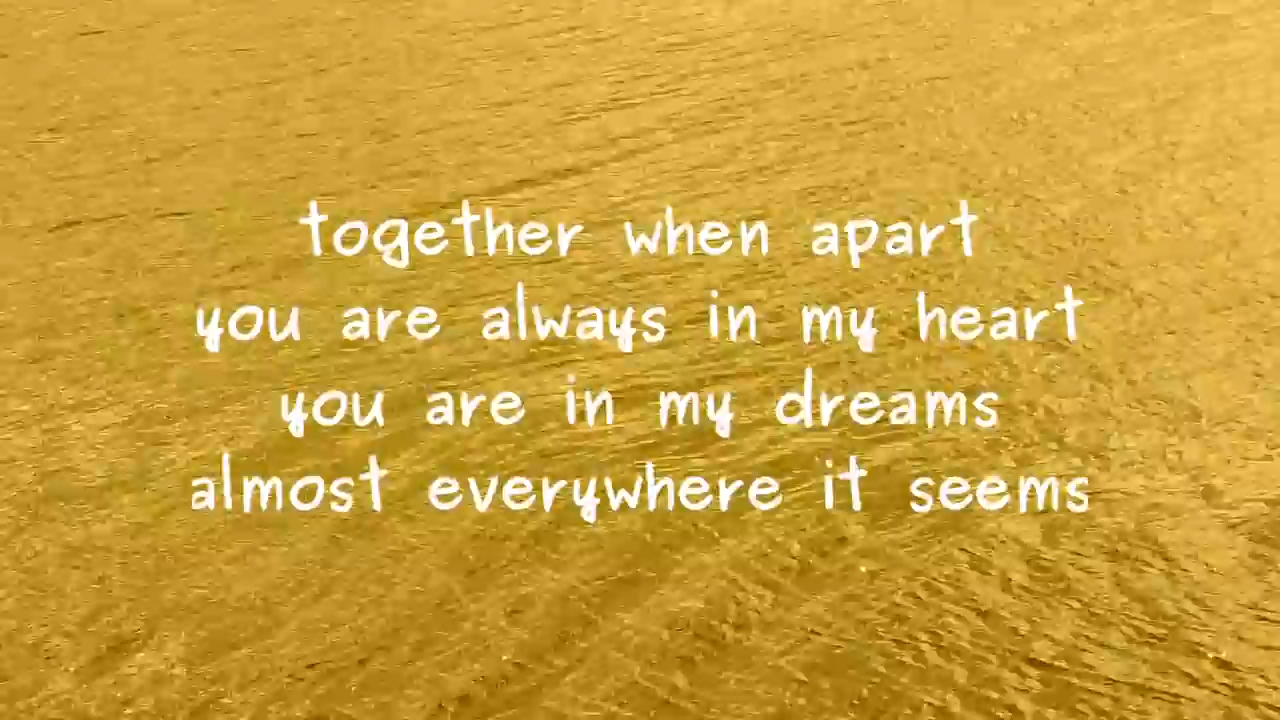 together when apart
you are always in my heart
you are in my dreams
almost everywhere it seems